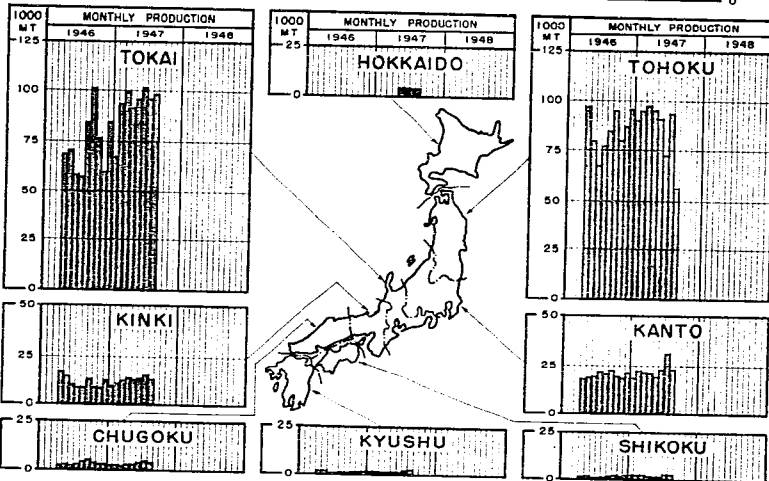 0
1000 MT
MONTHLY PRODUCTION
1946 1947 1948
125
TOKAI
100
75
50
25
0
1000 MT
MONTHLY PRODUCTION
1946 1947 1948
25
HOKKAIDO
0
1000 MT
MONTHLY PRODUCTION
1946 1947 1948
125
TOHOKU
100
75
50
25
0
50
KINKI
25
0
50
KANTO
25
0
25
CHUGOKU
0
25
KYUSHU
0
25
SHIKOKU
0